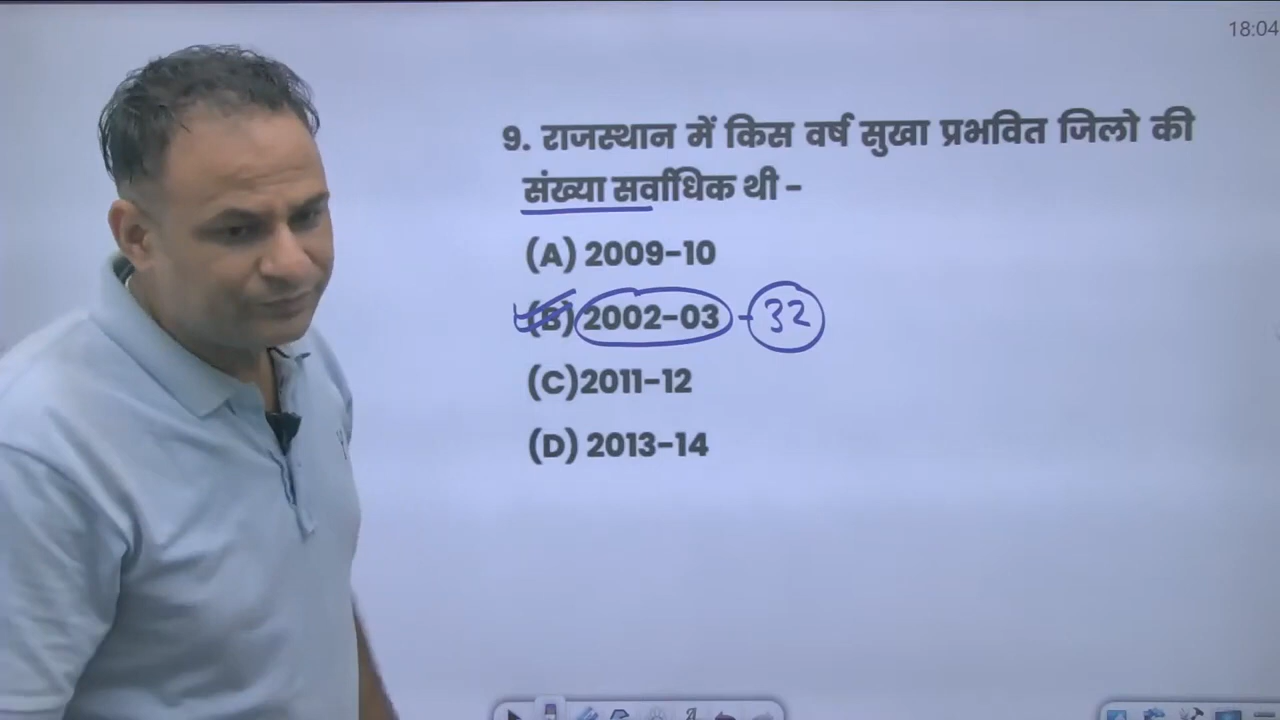 18:04
9. राजस्थान में किस वर्ष सुखा प्रभवित जिलो की
संख्या सर्वाधिक थी -
(A) 2009-10
(B) 2002-03 - 32
(C)2011-12
(D) 2013-14